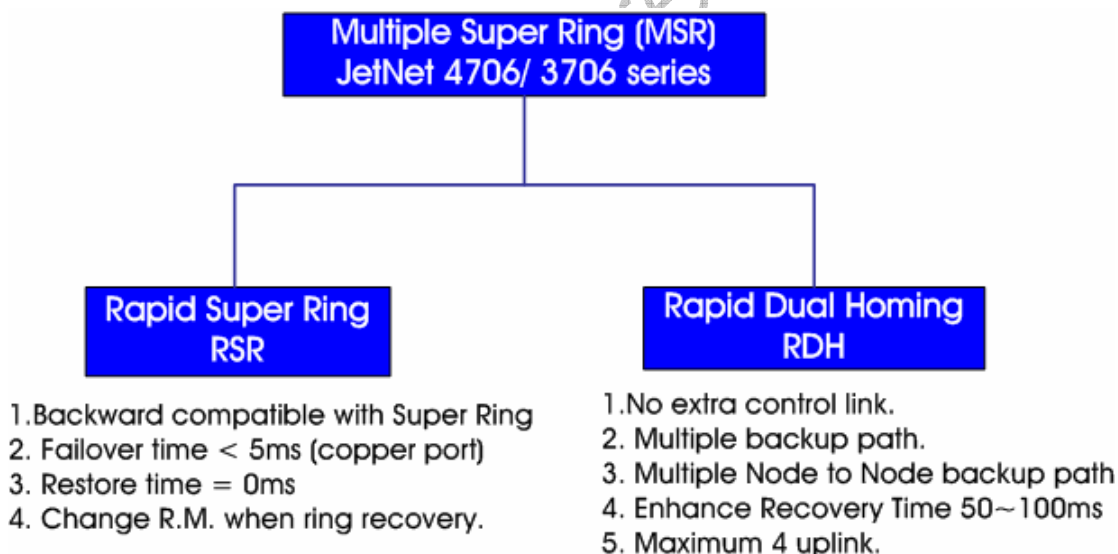 Multiple Super Ring (MSR)
JetNet 4706/ 3706 series
Rapid Super Ring
RSR
1.Backward compatible with Super Ring
2. Failover time < 5ms (copper port)
3. Restore time = 0ms
4. Change R.M. when ring recovery.
Rapid Dual Homing
RDH
1.No extra control link.
2. Multiple backup path.
3. Multiple Node to Node backup path
4. Enhance Recovery Time 50~100ms
5. Maximum 4 uplink.